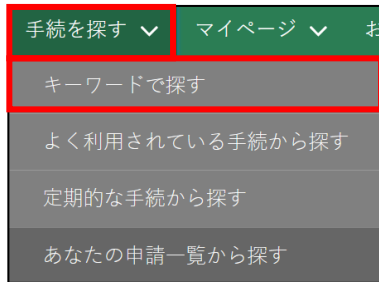 手続を探す マイページ お
キーワードで探す
よく利用されている手続から探す
定期的な手続から探す
あなたの申請一覧から探す